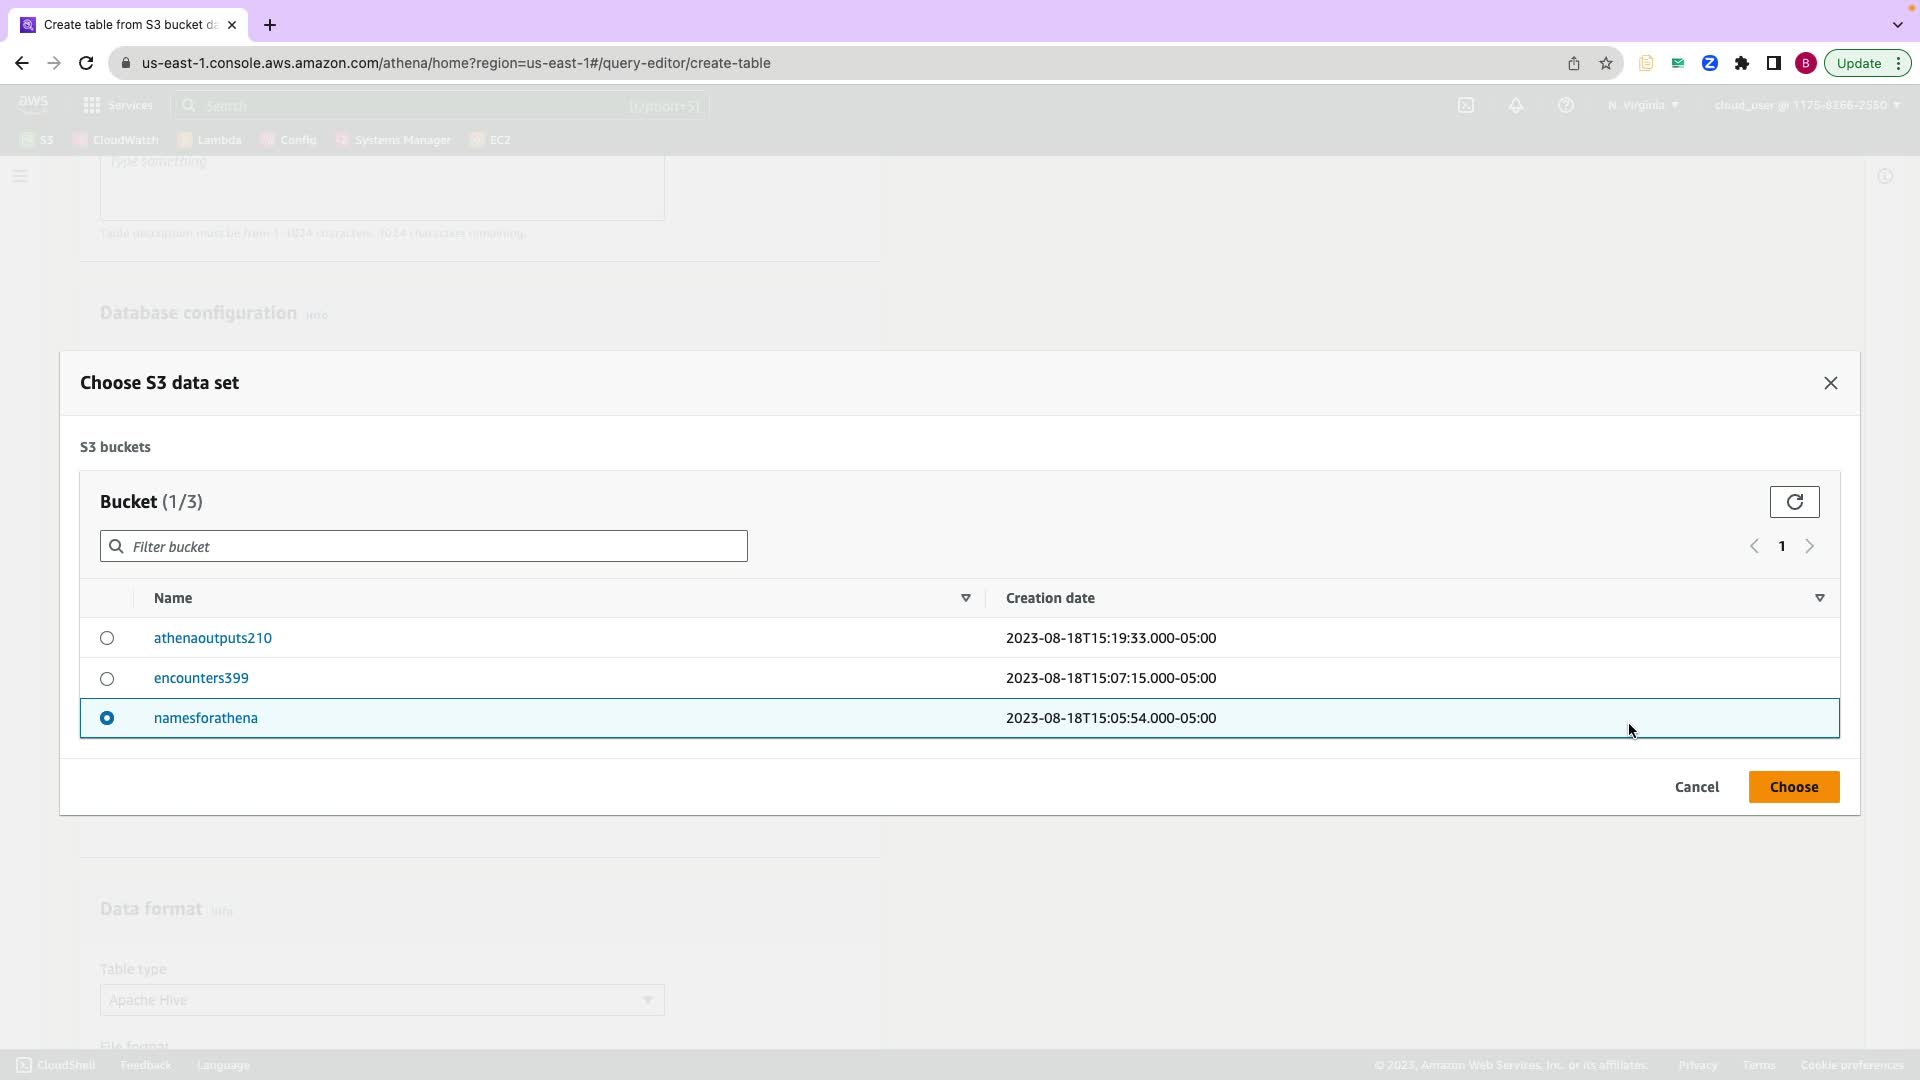 Create table from S3 bucket da
us-east-1.console.aws.amazon.com/athena/home?region=us-east-1#/query-editor/create-table
B
Update
aws
Services
Search
[Option+S]
N. Virginia
cloud_user @ 1175-8266-2550
S3
CloudWatch
Lambda
Config
Systems Manager
EC2
Type something
Table description must be from 1-1024 characters. 1024 characters remaining.
Database configuration Info
Choose S3 data set
S3 buckets
Bucket (1/3)
Filter bucket
1
Name
Creation date
athenaoutputs210
2023-08-18T15:19:33.000-05:00
encounters399
2023-08-18T15:07:15.000-05:00
namesforathena
2023-08-18T15:05:54.000-05:00
Cancel
Choose
Data format Info
Table type
Apache Hive
File format
CloudShell
Feedback
Language
© 2023, Amazon Web Services, Inc. or its affiliates.
Privacy
Terms
Cookie preferences